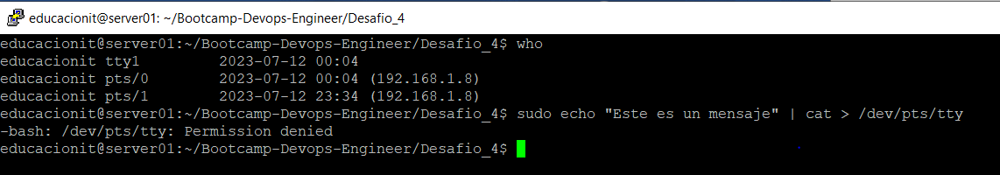 educacionit@server01: ~/Bootcamp-Devops-Engineer/Desafio_4
educacionit@server01:~/Bootcamp-Devops-Engineer/Desafio_4$ who
educacionit tty1         2023-07-12 00:04
educacionit pts/0        2023-07-12 00:04 (192.168.1.8)
educacionit pts/1        2023-07-12 23:34 (192.168.1.8)
educacionit@server01:~/Bootcamp-Devops-Engineer/Desafio_4$ sudo echo "Este es un mensaje" | cat > /dev/pts/tty
-bash: /dev/pts/tty: Permission denied
educacionit@server01:~/Bootcamp-Devops-Engineer/Desafio_4$